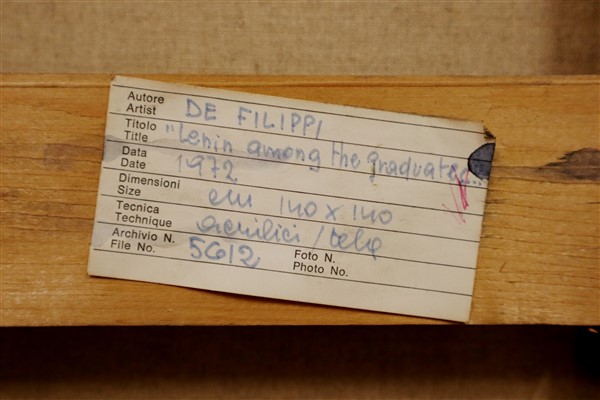 Autore
Artist DE FILIPPI
Titolo
Title "Lenin among the graduated..
Data
Date 1972
Dimensioni
Size cm 140 x 140
Tecnica
Technique acrilici / tela
Archivio N.
File No. 5612
Foto N.
Photo No.